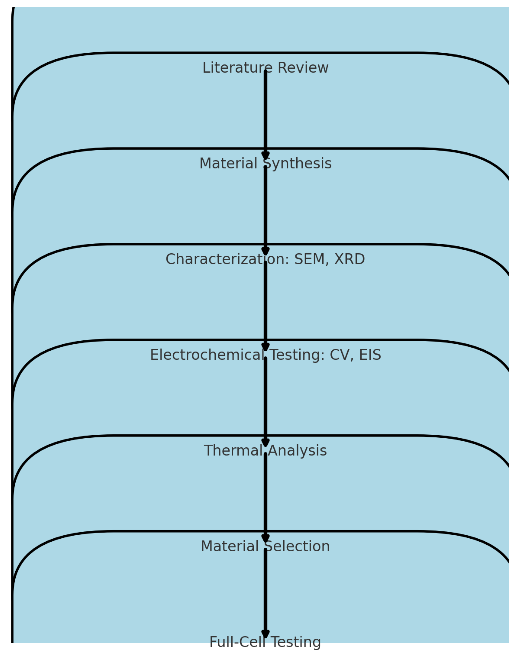 Literature Review
Material Synthesis
Characterization: SEM, XRD
Electrochemical Testing: CV, EIS
Thermal Analysis
Material Selection
Full-Cell Testing